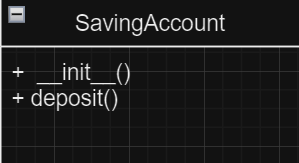 SavingAccount
+ __init__()
+ deposit()